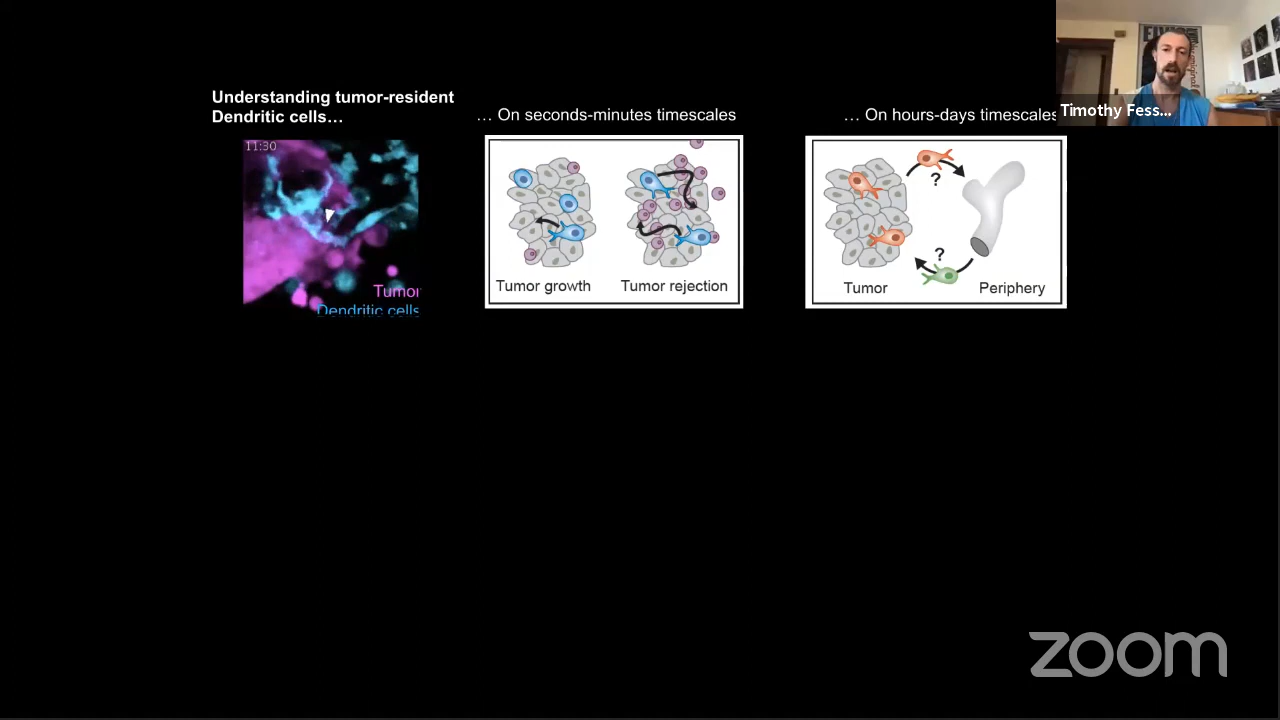 Understanding tumor-resident
Dendritic cells…
… On seconds-minutes timescales
… On hours-days timescales
Timothy Fess...
11:30
Tumor
Dendritic cells
Tumor growth
Tumor rejection
?
?
Tumor
Periphery
zoom